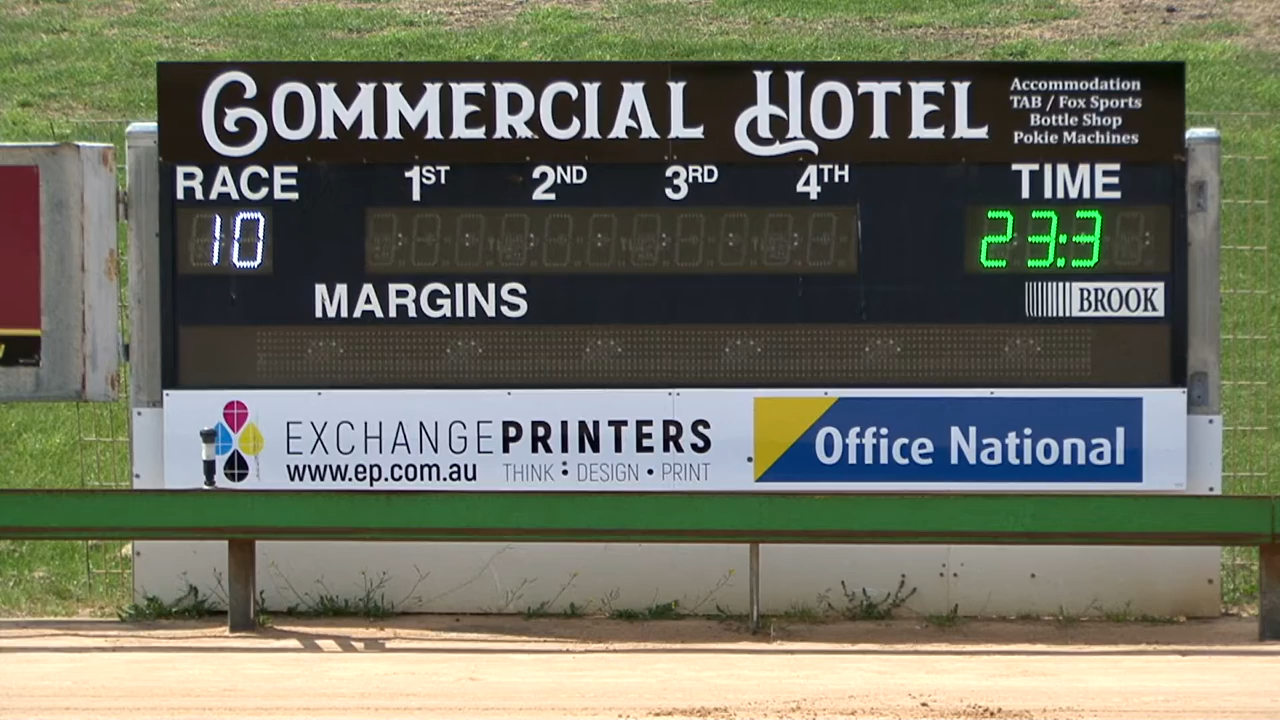 COMMERCIAL HOTEL
Accommodation
TAB / Fox Sports
Bottle Shop
Pokie Machines
RACE 1ST 2ND 3RD 4TH TIME
10 23:3
MARGINS
BROOK
EXCHANGEPRINTERS
www.ep.com.au THINK : DESIGN • PRINT
Office National